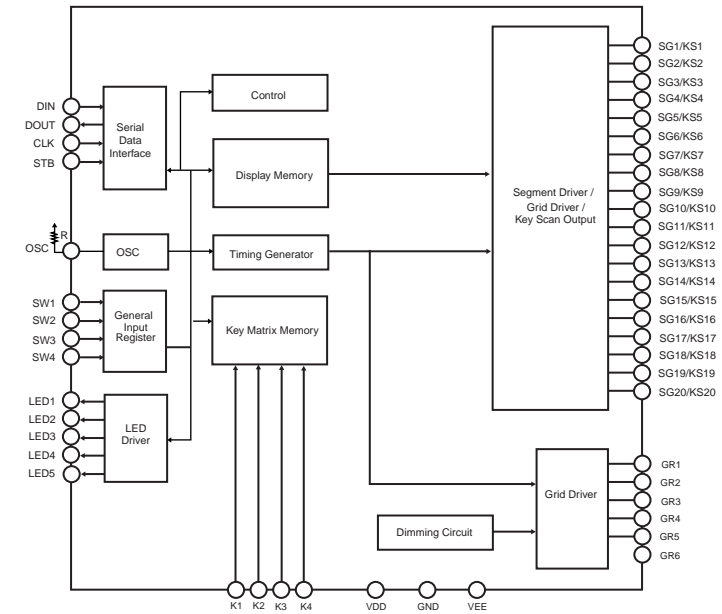 DIN
DOUT
CLK
STB
Serial
Data
Interface
Control
Display Memory
R
OSC
OSC
Timing Generator
SW1
SW2
SW3
SW4
General
Input
Register
Key Matrix Memory
LED1
LED2
LED3
LED4
LED5
LED
Driver
Segment Driver /
Grid Driver /
Key Scan Output
SG1/KS1
SG2/KS2
SG3/KS3
SG4/KS4
SG5/KS5
SG6/KS6
SG7/KS7
SG8/KS8
SG9/KS9
SG10/KS10
SG11/KS11
SG12/KS12
SG13/KS13
SG14/KS14
SG15/KS15
SG16/KS16
SG17/KS17
SG18/KS18
SG19/KS19
SG20/KS20
Dimming Circuit
Grid Driver
GR1
GR2
GR3
GR4
GR5
GR6
K1
K2
K3
K4
VDD
GND
VEE